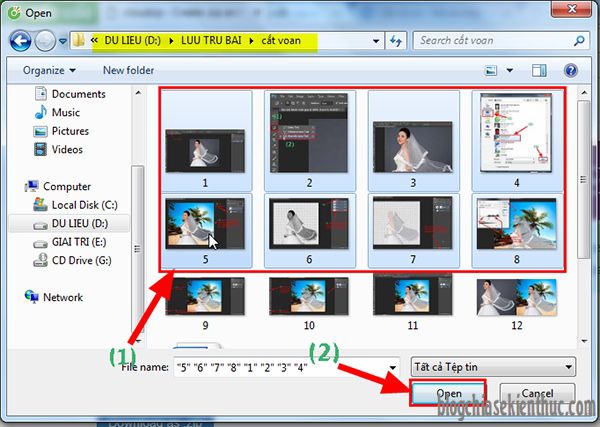 Open
« DU LIEU (D:) ▸ LUU TRU BAI ▸ cắt voan
Search cắt voan
Organize
New folder
Documents
Music
Pictures
Videos
Computer
Local Disk (C:)
DU LIEU (D:)
GIAI TRI (E:)
CD Drive (G:)
Network
(2)
1
2
3
4
5
6
7
8
9
10
11
12
(1)
(2)
File name:
"5" "6" "7" "8" "1" "2" "3" "4"
Tất cả Tệp tin
Open
Cancel
blogchiasekienthuc.com
Download as .zip